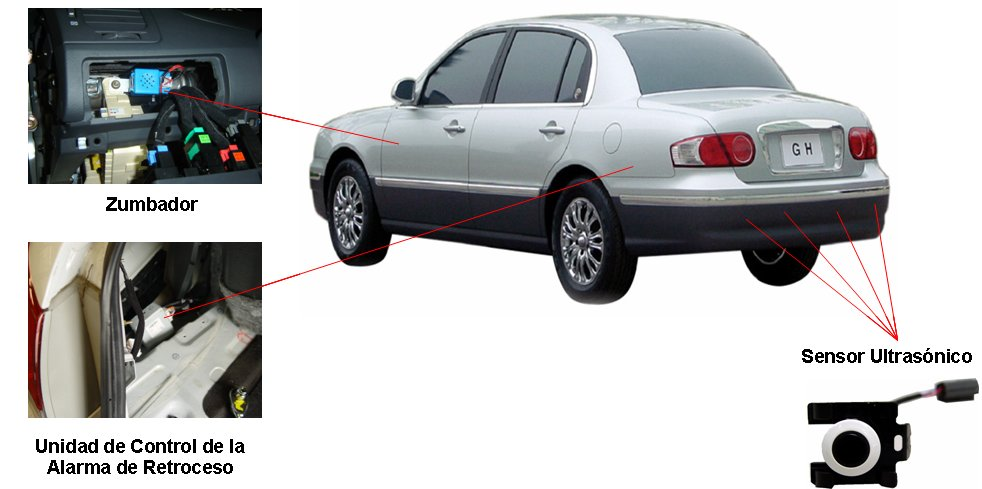 Zumbador
G H
Sensor Ultrasónico
Unidad de Control de la
Alarma de Retroceso